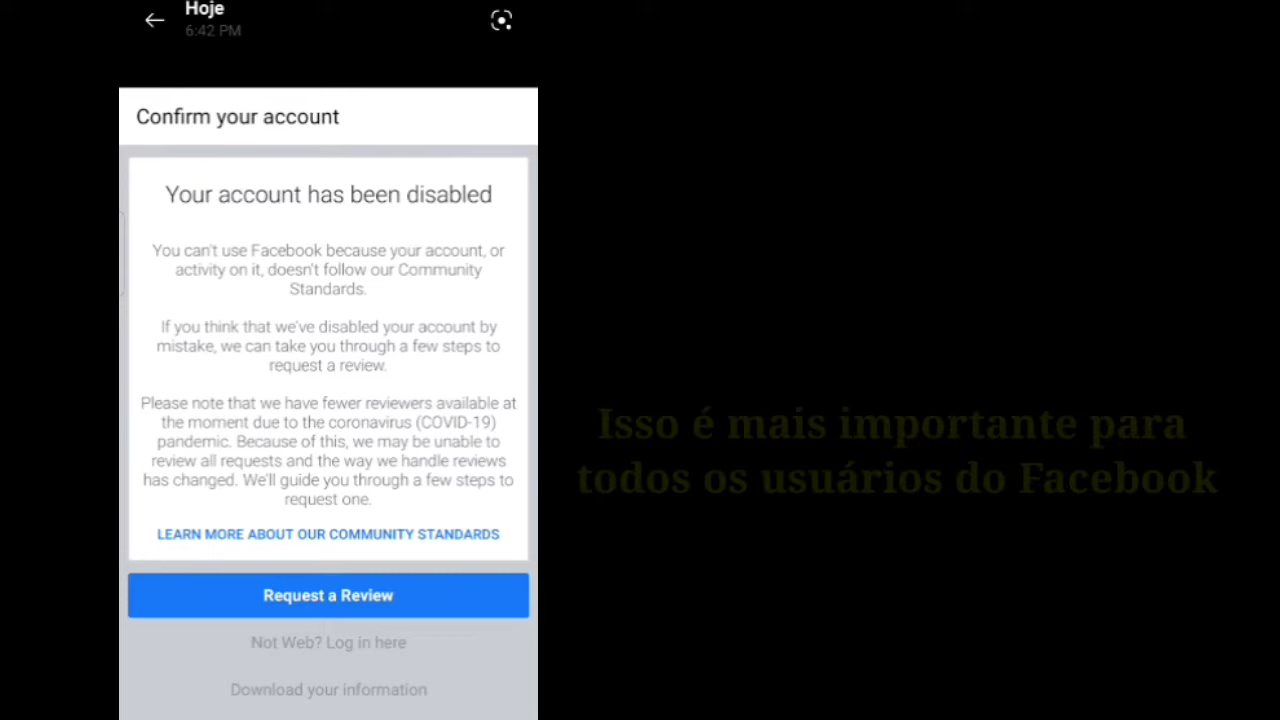 Hoje
6:42 PM
Confirm your account
Your account has been disabled
You can't use Facebook because your account, or
activity on it, doesn't follow our Community
Standards.
If you think that we've disabled your account by
mistake, we can take you through a few steps to
request a review.
Please note that we have fewer reviewers available at
the moment due to the coronavirus (COVID-19)
pandemic. Because of this, we may be unable to
review all requests and the way we handle reviews
has changed. We'll guide you through a few steps to
request one.
LEARN MORE ABOUT OUR COMMUNITY STANDARDS
Request a Review
Not Web? Log in here
Download your information
Isso é mais importante para
todos os usuários do Facebook